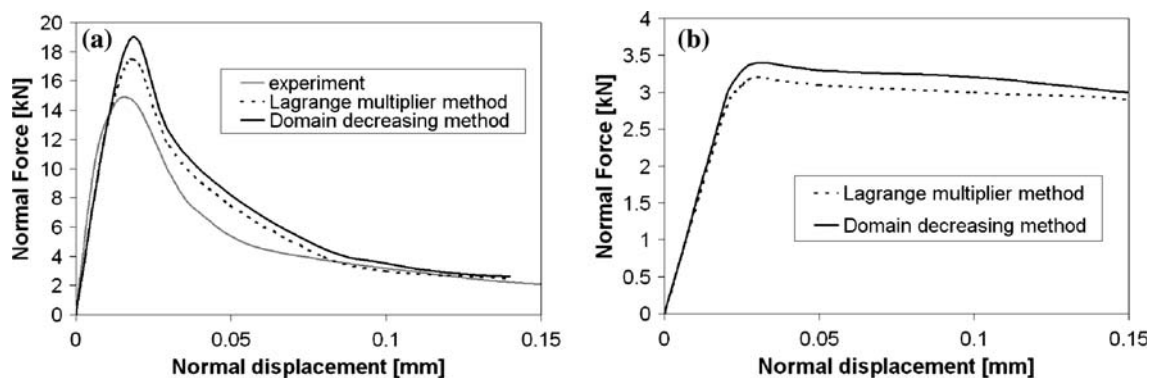 (a)
Normal Force [kN]
20
18
16
14
12
10
8
6
4
2
0
experiment
Lagrange multiplier method
Domain decreasing method
0 0.05 0.1 0.15
Normal displacement [mm]
(b)
Normal Force [kN]
4
3.5
3
2.5
2
1.5
1
0.5
0
Lagrange multiplier method
Domain decreasing method
0 0.05 0.1 0.15
Normal displacement [mm]